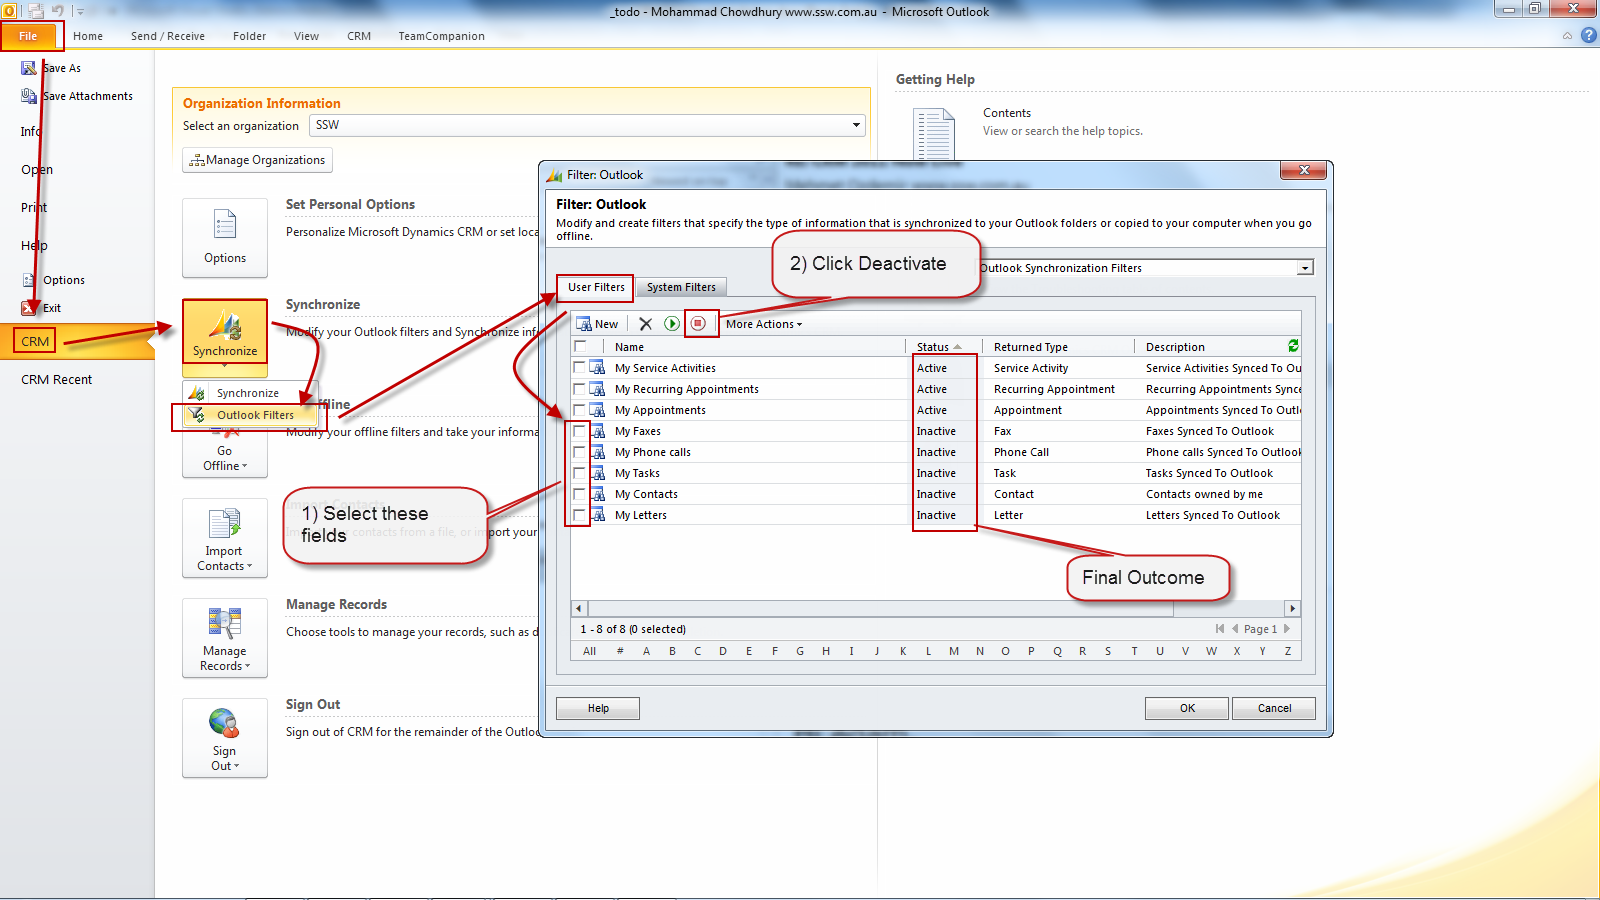 _todo - Mohammad Chowdhury www.ssw.com.au - Microsoft Outlook
File Home Send / Receive Folder View CRM TeamCompanion
Save As
Save Attachments
Info
Open
Print
Help
Options
Exit
CRM
CRM Recent
Organization Information
Select an organization SSW
Manage Organizations
Options
Set Personal Options
Personalize Microsoft Dynamics CRM or set loca
Synchronize
Synchronize
Modify your Outlook filters and Synchronize inf
Synchronize
Outlook Filters
ffline
Modify your offline filters and take your informa
Go
Offline
Import
Contacts
Import Contacts
contacts from a file, or import your
1) Select these
fields
Manage
Records
Manage Records
Choose tools to manage your records, such as d
Sign
Out
Sign Out
Sign out of CRM for the remainder of the Outloo
Getting Help
Contents
View or search the help topics.
Filter: Outlook
Filter: Outlook
Modify and create filters that specify the type of information that is synchronized to your Outlook folders or copied to your computer when you go
offline.
2) Click Deactivate
Outlook Synchronization Filters
User Filters System Filters
New More Actions
Name Status Returned Type Description
My Service Activities Active Service Activity Service Activities Synced To Ou
My Recurring Appointments Active Recurring Appointment Recurring Appointments Synce
My Appointments Active Appointment Appointments Synced To Outl
My Faxes Inactive Fax Faxes Synced To Outlook
My Phone calls Inactive Phone Call Phone calls Synced To Outlook
My Tasks Inactive Task Tasks Synced To Outlook
My Contacts Inactive Contact Contacts owned by me
My Letters Inactive Letter Letters Synced To Outlook
Final Outcome
1 - 8 of 8 (0 selected) Page 1
All # A B C D E F G H I J K L M N O P Q R S T U V W X Y Z
Help OK Cancel